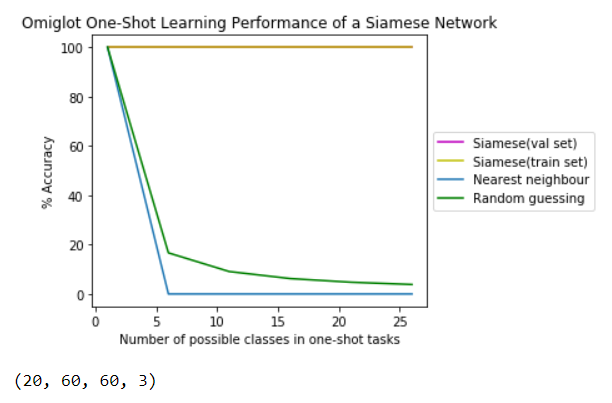 Omiglot One-Shot Learning Performance of a Siamese Network
100
80
60
40
20
0
% Accuracy
0 5 10 15 20 25
Number of possible classes in one-shot tasks
Siamese(val set)
Siamese(train set)
Nearest neighbour
Random guessing
(20, 60, 60, 3)